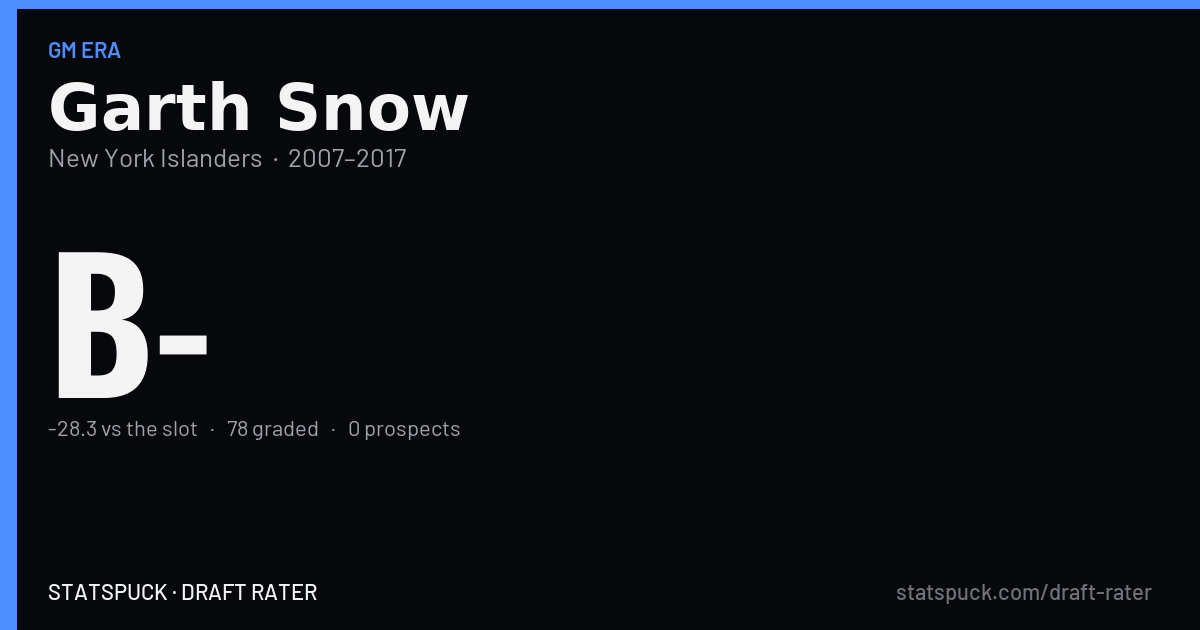 GM ERA
Garth Snow
New York Islanders · 2007–2017
B-
-28.3 vs the slot · 78 graded · 0 prospects
STATSPUCK · DRAFT RATER
statspuck.com/draft-rater